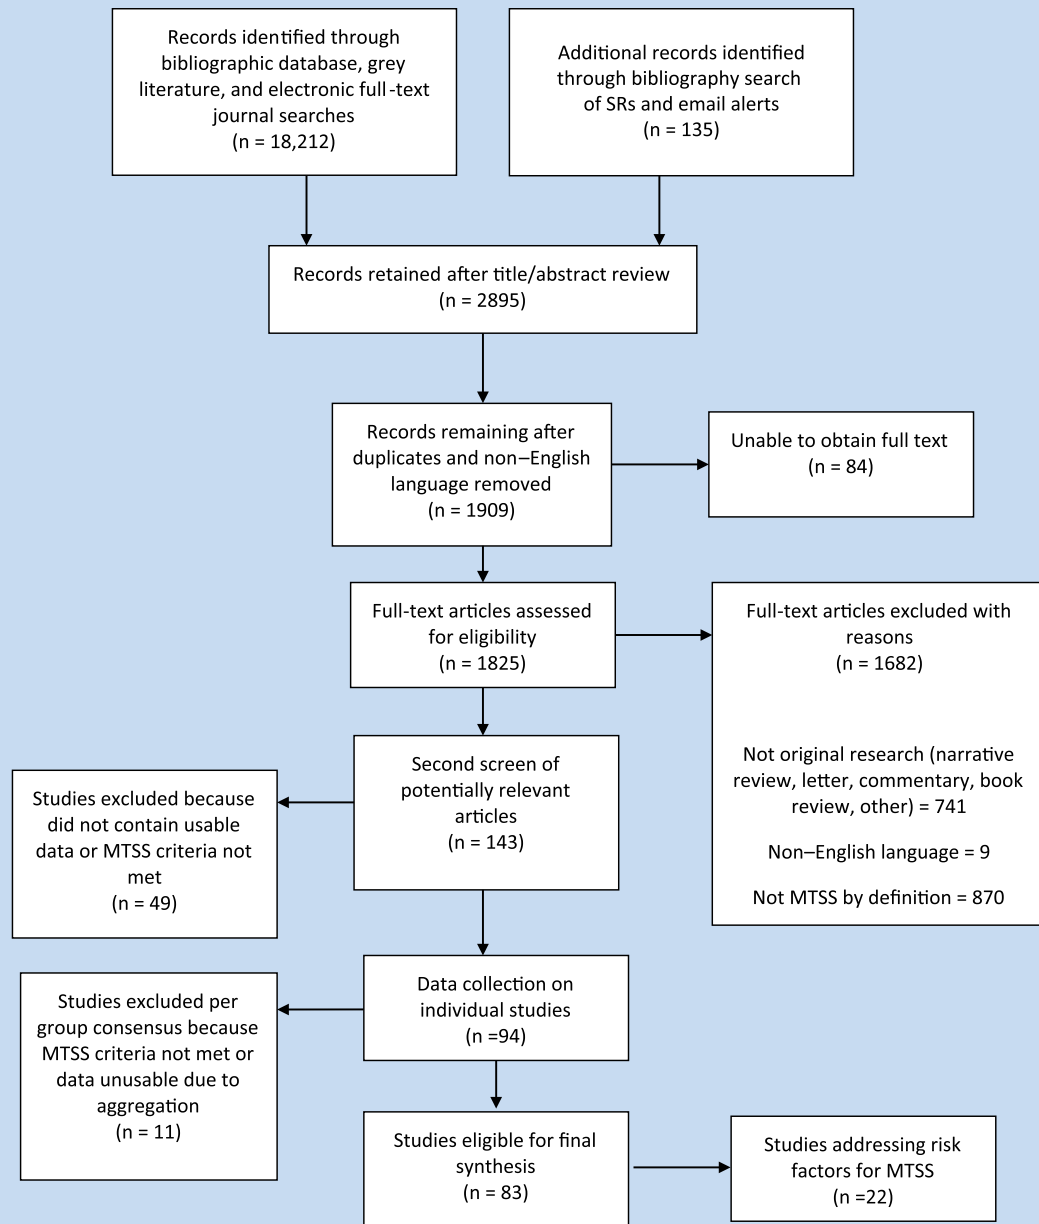 Records identified through
bibliographic database, grey
literature, and electronic full-text
journal searches
(n = 18,212)
Additional records identified
through bibliography search
of SRs and email alerts
(n = 135)
Records retained after title/abstract review
(n = 2895)
Records remaining after
duplicates and non–English
language removed
(n = 1909)
Unable to obtain full text
(n = 84)
Full-text articles assessed
for eligibility
(n = 1825)
Full-text articles excluded with
reasons
(n = 1682)
Not original research (narrative
review, letter, commentary, book
review, other) = 741
Non–English language = 9
Not MTSS by definition = 870
Second screen of
potentially relevant
articles
(n = 143)
Studies excluded because
did not contain usable
data or MTSS criteria not
met
(n = 49)
Data collection on
individual studies
(n =94)
Studies excluded per
group consensus because
MTSS criteria not met or
data unusable due to
aggregation
(n = 11)
Studies eligible for final
synthesis
(n = 83)
Studies addressing risk
factors for MTSS
(n =22)